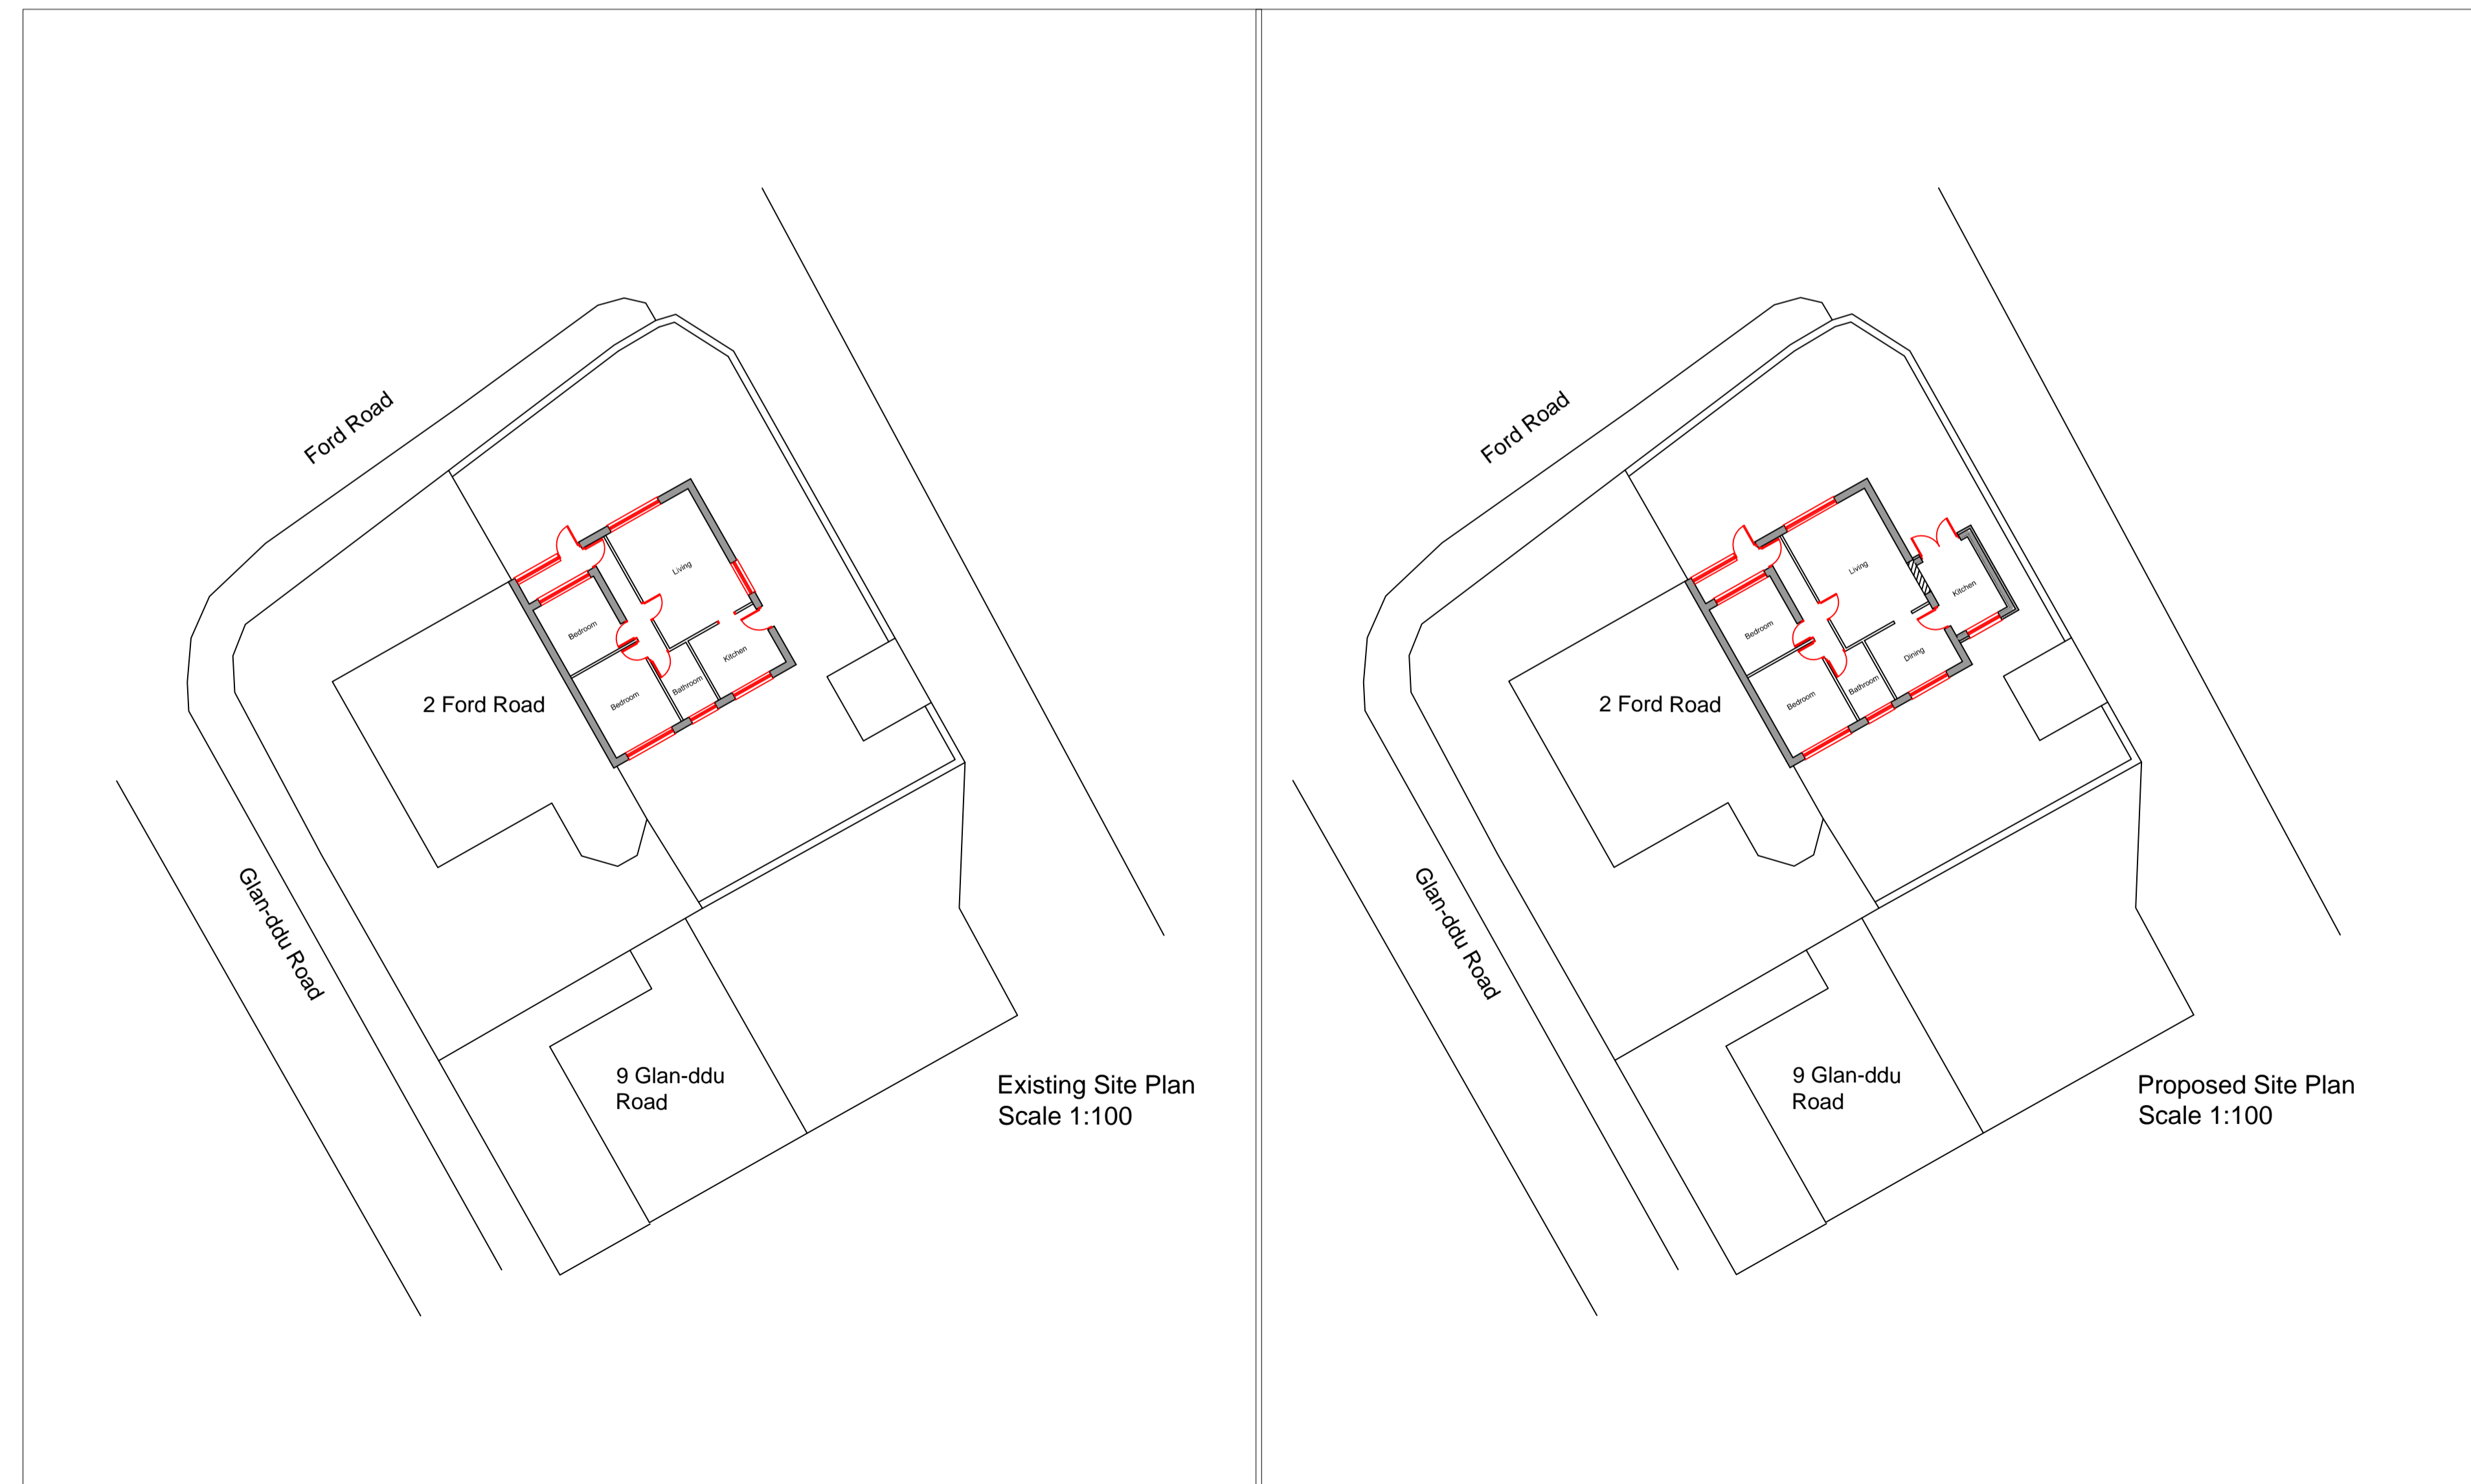 Ford Road
Living
Bedroom
Kitchen
Bathroom
Bedroom
2 Ford Road
Glan-ddu Road
9 Glan-ddu
Road
Existing Site Plan
Scale 1:100
Ford Road
Living
Kitchen
Bedroom
Dining
Bathroom
Bedroom
2 Ford Road
Glan-ddu Road
9 Glan-ddu
Road
Proposed Site Plan
Scale 1:100